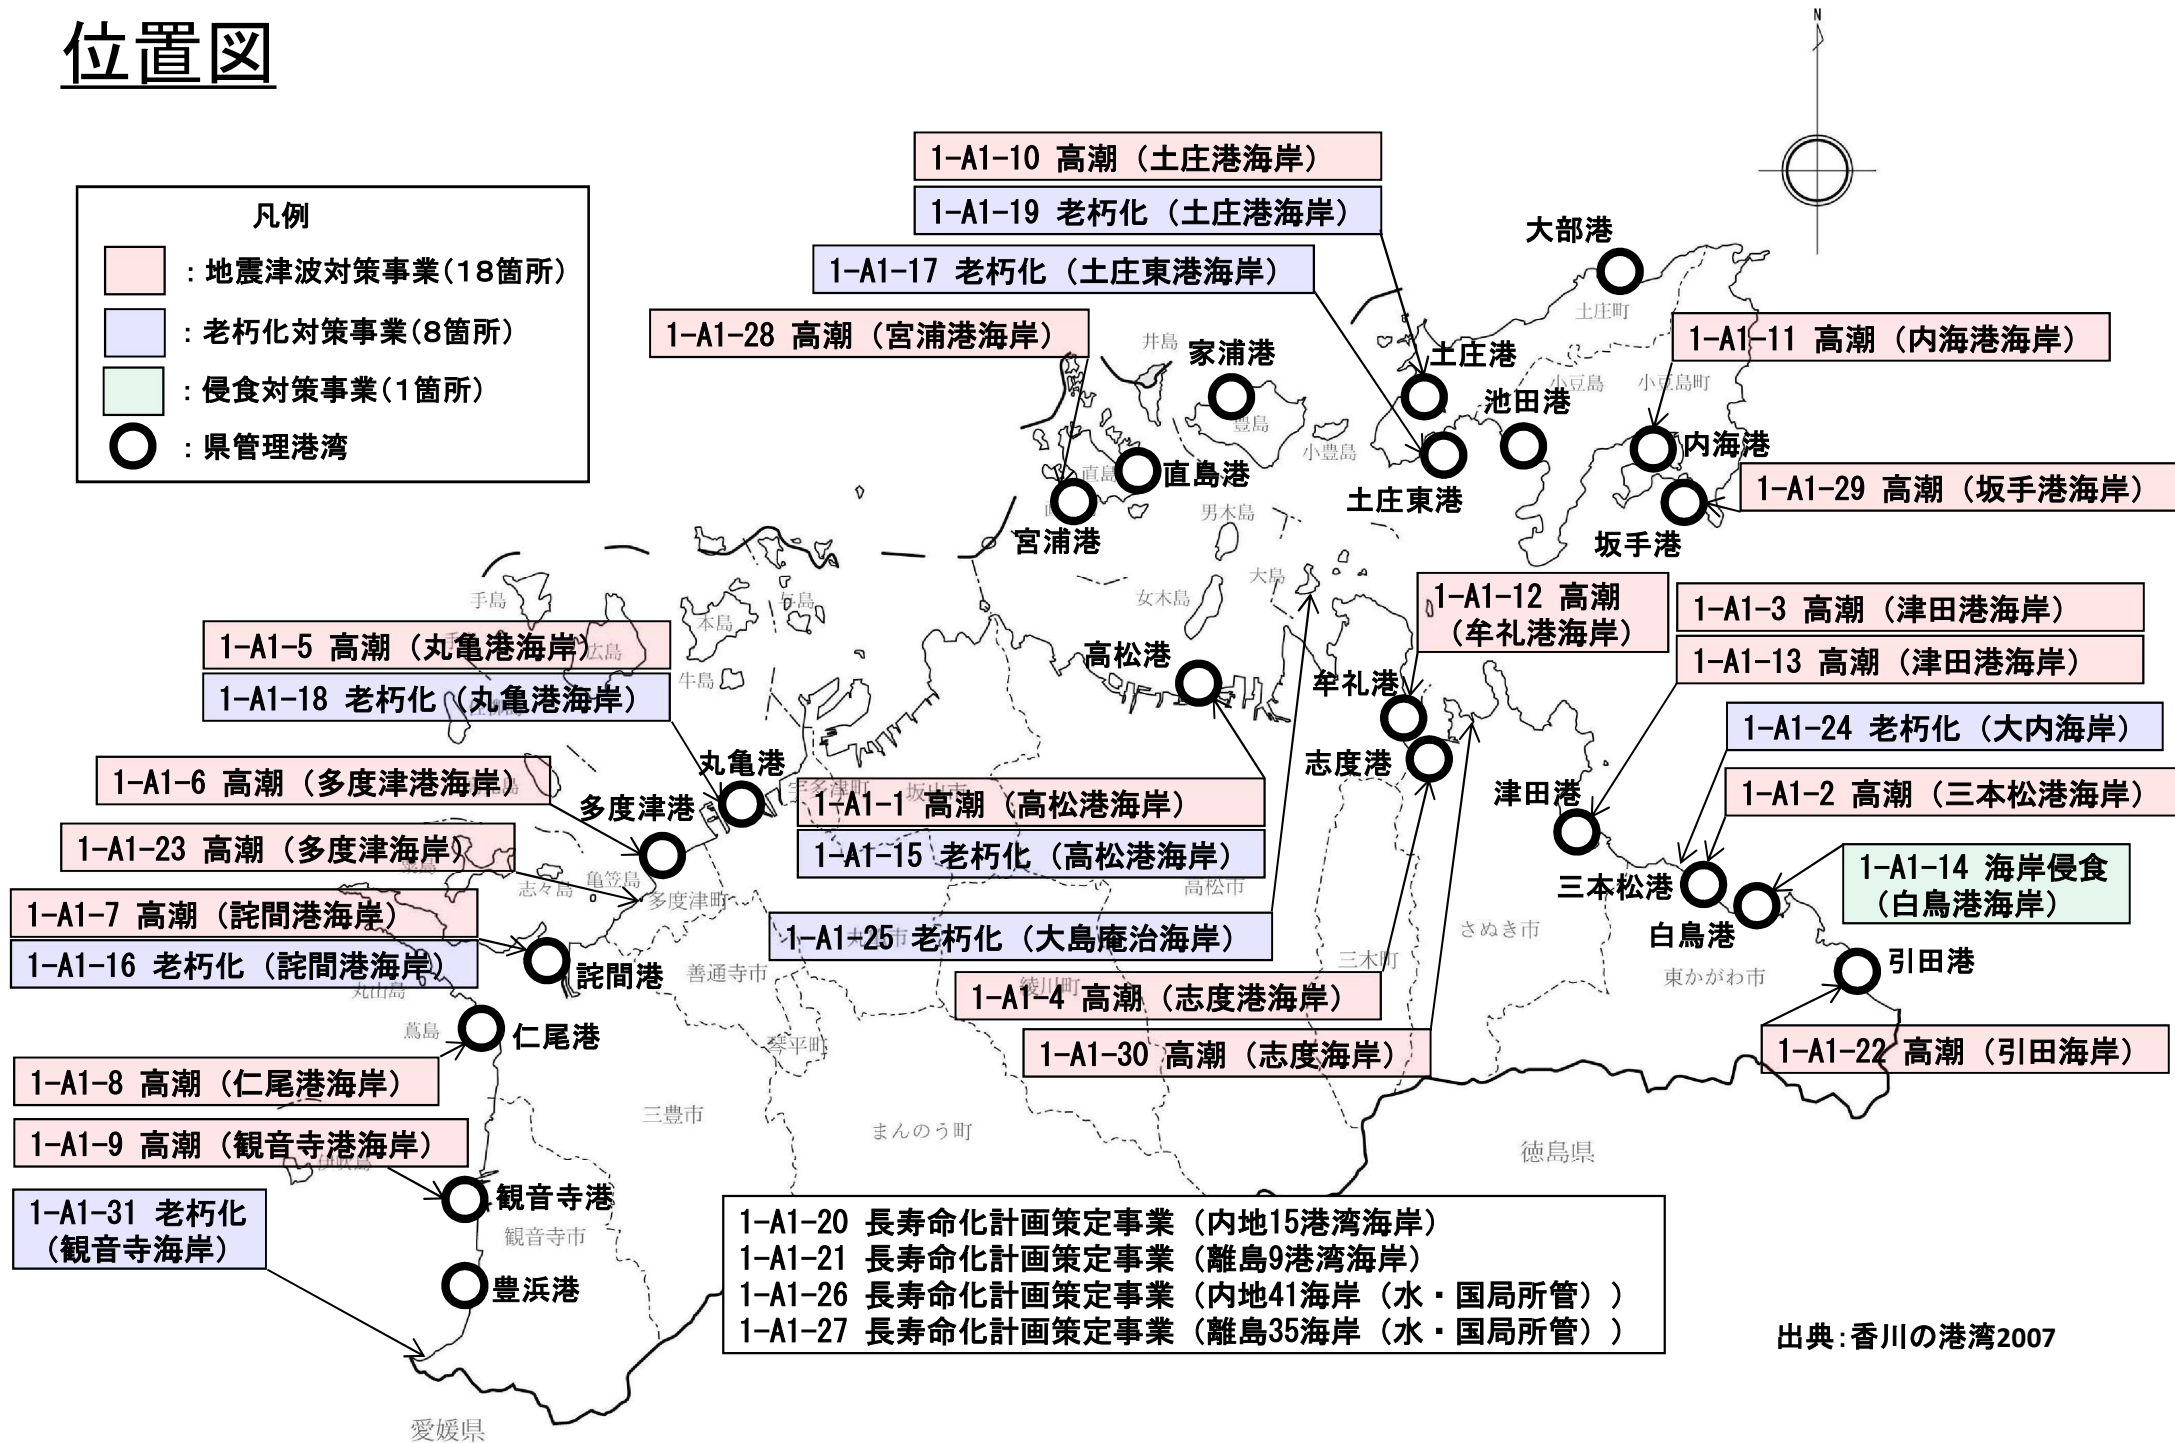 位置図
N
凡例
：地震津波対策事業（18箇所）
：老朽化対策事業（8箇所）
：侵食対策事業（1箇所）
：県管理港湾
1-A1-10 高潮（土庄港海岸）
1-A1-19 老朽化（土庄港海岸）
1-A1-17 老朽化（土庄東港海岸）
1-A1-28 高潮（宮浦港海岸）
1-A1-11 高潮（内海港海岸）
1-A1-29 高潮（坂手港海岸）
大部港
土庄町
井島
家浦港
土庄港
小豆島
小豆島町
池田港
豊島
小豊島
内海港
直島
直島港
土庄東港
坂手港
宮浦港
男木島
大島
女木島
手島
与島
本島
広島
牛島
1-A1-12 高潮
（牟礼港海岸）
1-A1-3 高潮（津田港海岸）
1-A1-13 高潮（津田港海岸）
1-A1-5 高潮（丸亀港海岸）
1-A1-18 老朽化（丸亀港海岸）
高松港
牟礼港
1-A1-24 老朽化（大内海岸）
1-A1-2 高潮（三本松港海岸）
1-A1-6 高潮（多度津港海岸）
丸亀港
志度港
津田港
多度津港
宇多津町
坂出市
1-A1-1 高潮（高松港海岸）
1-A1-15 老朽化（高松港海岸）
1-A1-23 高潮（多度津海岸）
粟島
志々島
亀笠島
多度津町
高松市
三本松港
1-A1-14 海岸侵食
（白鳥港海岸）
1-A1-7 高潮（詫間港海岸）
1-A1-16 老朽化（詫間港海岸）
1-A1-25 老朽化（大島庵治海岸）
丸亀市
さぬき市
白鳥港
三木町
引田港
詫間港
善通寺市
東かがわ市
丸山島
綾川町
1-A1-4 高潮（志度港海岸）
蔦島
仁尾港
琴平町
1-A1-30 高潮（志度海岸）
1-A1-22 高潮（引田海岸）
1-A1-8 高潮（仁尾港海岸）
三豊市
まんのう町
1-A1-9 高潮（観音寺港海岸）
伊吹島
徳島県
観音寺港
1-A1-31 老朽化
（観音寺海岸）
観音寺市
豊浜港
1-A1-20 長寿命化計画策定事業（内地15港湾海岸）
1-A1-21 長寿命化計画策定事業（離島9港湾海岸）
1-A1-26 長寿命化計画策定事業（内地41海岸（水・国局所管））
1-A1-27 長寿命化計画策定事業（離島35海岸（水・国局所管））
出典：香川の港湾2007
愛媛県